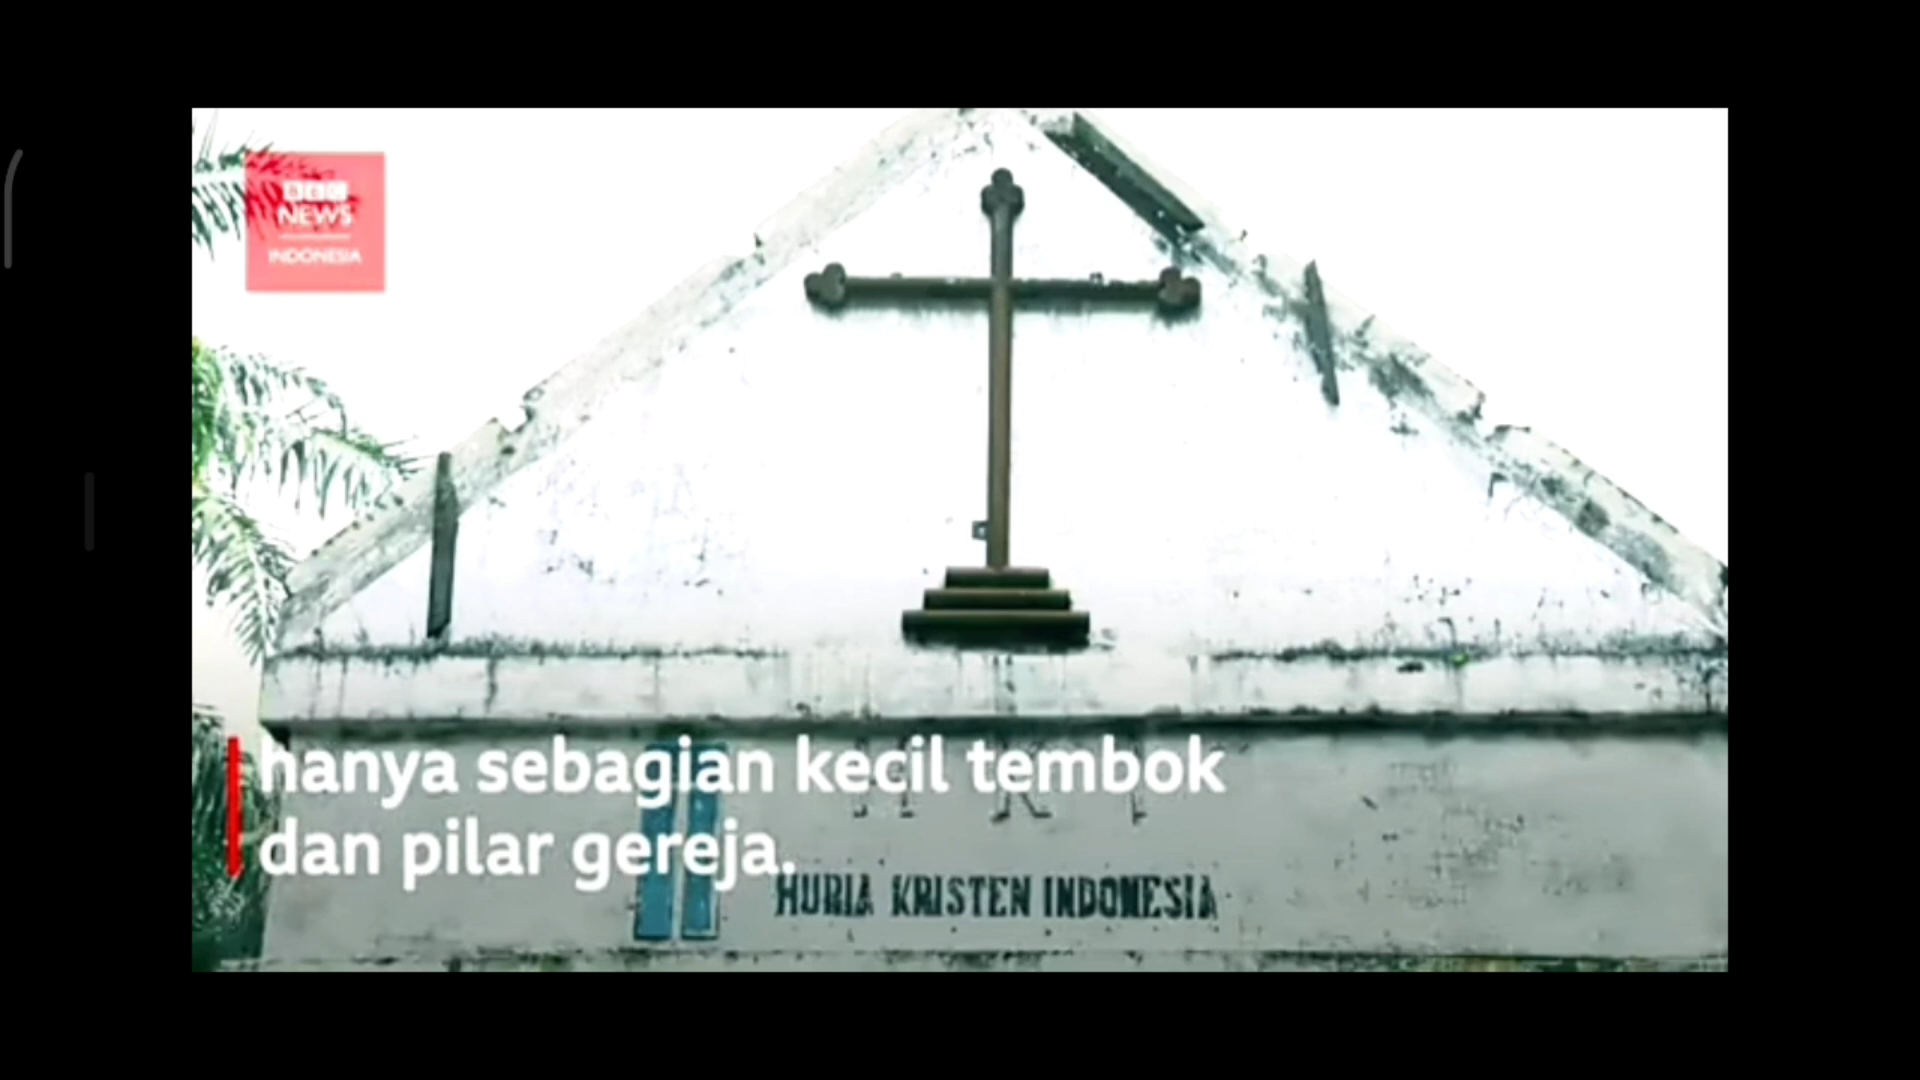 BBC
NEWS
INDONESIA
hanya sebagian kecil tembok
dan pilar gereja.
HURIA KRISTEN INDONESIA